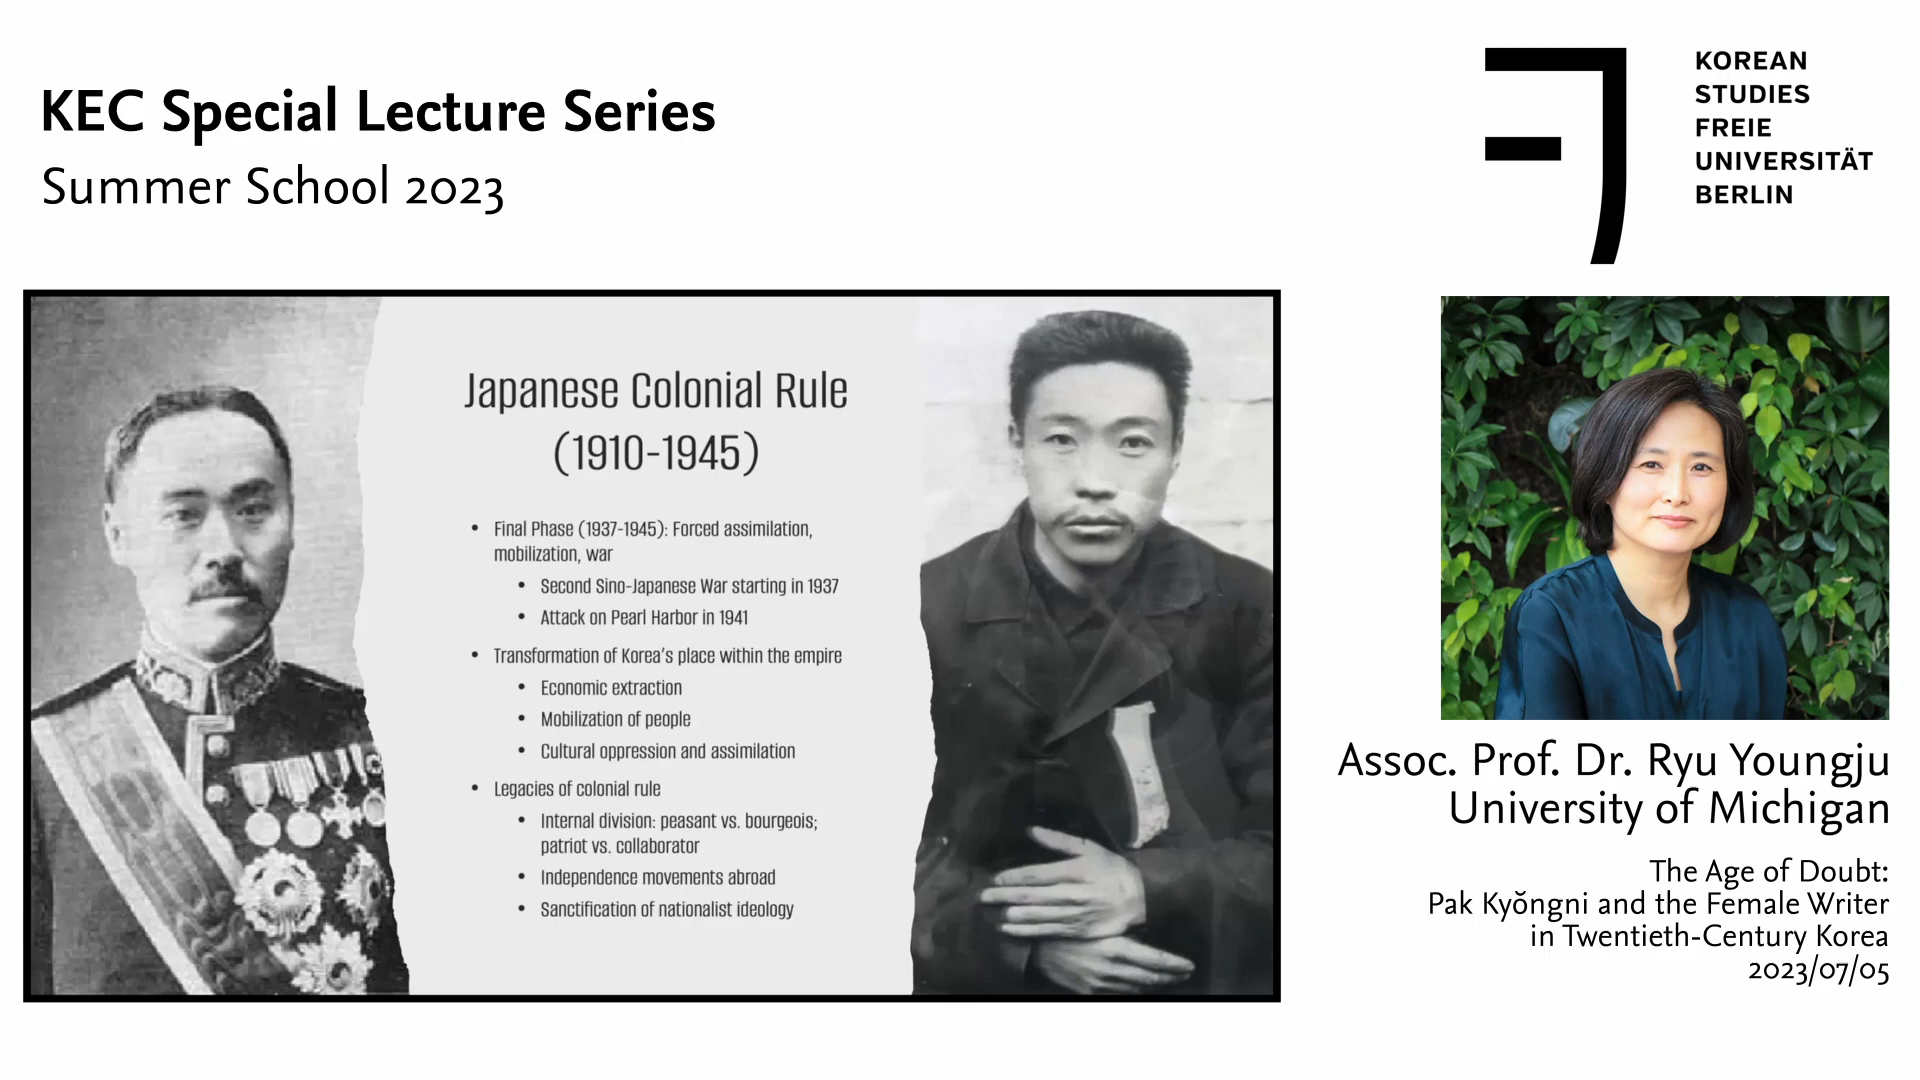 KEC Special Lecture Series
Summer School 2023
KOREAN
STUDIES
FREIE
UNIVERSITÄT
BERLIN
Japanese Colonial Rule
(1910-1945)
• Final Phase (1937-1945): Forced assimilation,
mobilization, war
• Second Sino-Japanese War starting in 1937
• Attack on Pearl Harbor in 1941
• Transformation of Korea's place within the empire
• Economic extraction
• Mobilization of people
• Cultural oppression and assimilation
• Legacies of colonial rule
• Internal division: peasant vs. bourgeois;
patriot vs. collaborator
• Independence movements abroad
• Sanctification of nationalist ideology
Assoc. Prof. Dr. Ryu Youngju
University of Michigan
The Age of Doubt:
Pak Kyŏngni and the Female Writer
in Twentieth-Century Korea
2023/07/05